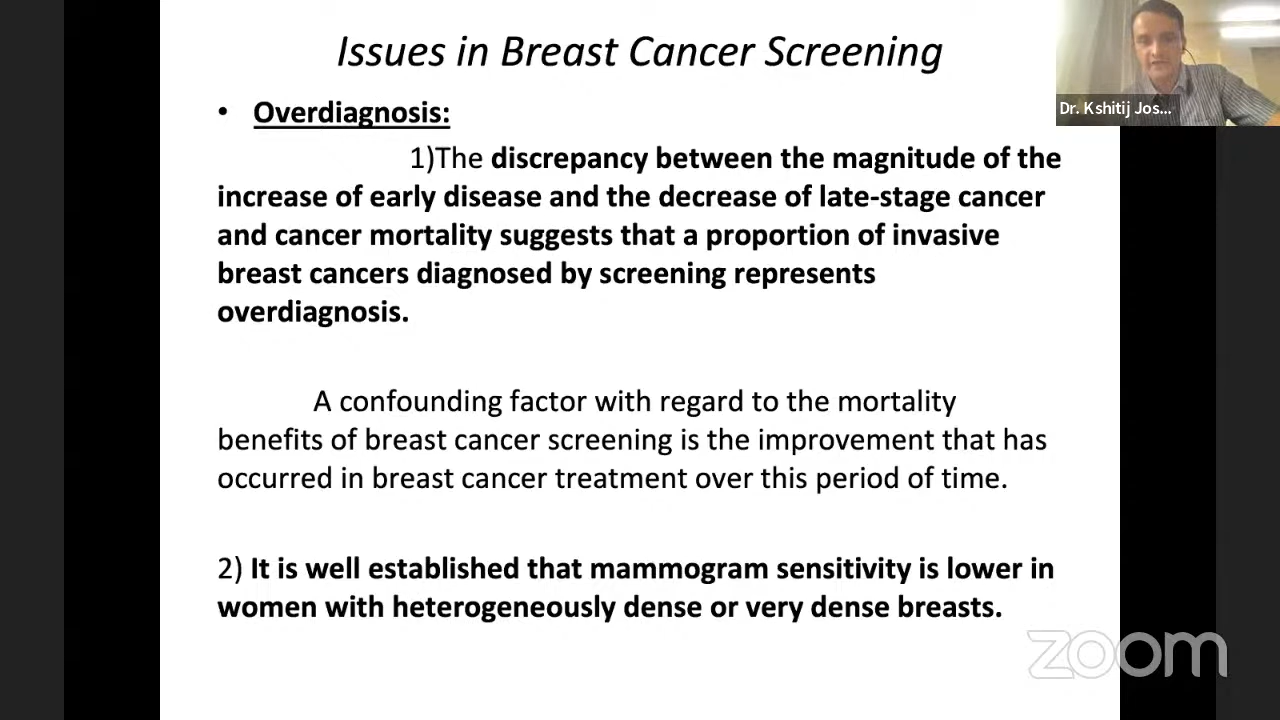 Issues in Breast Cancer Screening
• Overdiagnosis:
1)The discrepancy between the magnitude of the
increase of early disease and the decrease of late-stage cancer
and cancer mortality suggests that a proportion of invasive
breast cancers diagnosed by screening represents
overdiagnosis.
A confounding factor with regard to the mortality
benefits of breast cancer screening is the improvement that has
occurred in breast cancer treatment over this period of time.
2) It is well established that mammogram sensitivity is lower in
women with heterogeneously dense or very dense breasts.
Dr. Kshitij Jos...
zoom